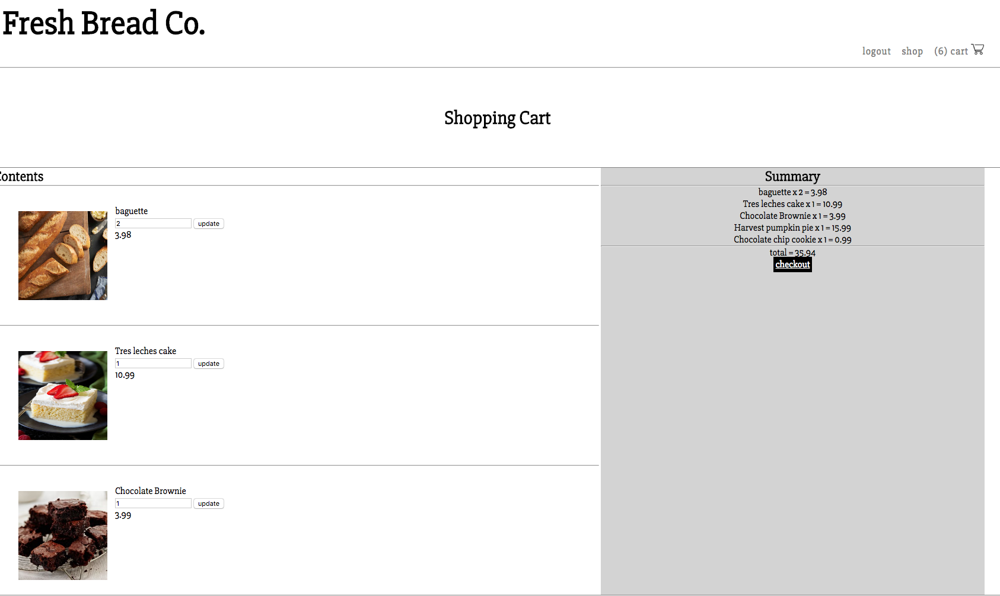 Fresh Bread Co.
logout shop (6) cart
Shopping Cart
Contents
baguette
2 update
3.98
Tres leches cake
1 update
10.99
Chocolate Brownie
1 update
3.99
Summary
baguette x 2 = 3.98
Tres leches cake x 1 = 10.99
Chocolate Brownie x 1 = 3.99
Harvest pumpkin pie x 1 = 15.99
Chocolate chip cookie x 1 = 0.99
total = 35.94
checkout